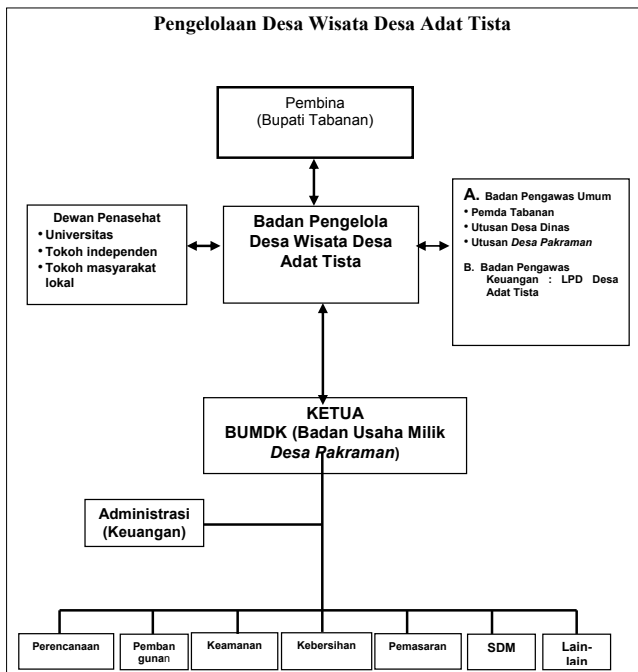 Pengelolaan Desa Wisata Desa Adat Tista
Pembina
(Bupati Tabanan)
Dewan Penasehat
• Universitas
• Tokoh independen
• Tokoh masyarakat
lokal
Badan Pengelola
Desa Wisata Desa
Adat Tista
A. Badan Pengawas Umum
• Pemda Tabanan
• Utusan Desa Dinas
• Utusan Desa Pakraman
B. Badan Pengawas
Keuangan : LPD Desa
Adat Tista
KETUA
BUMDK (Badan Usaha Milik
Desa Pakraman)
Administrasi
(Keuangan)
Perencanaan
Pemban
gunan
Keamanan
Kebersihan
Pemasaran
SDM
Lain-
lain